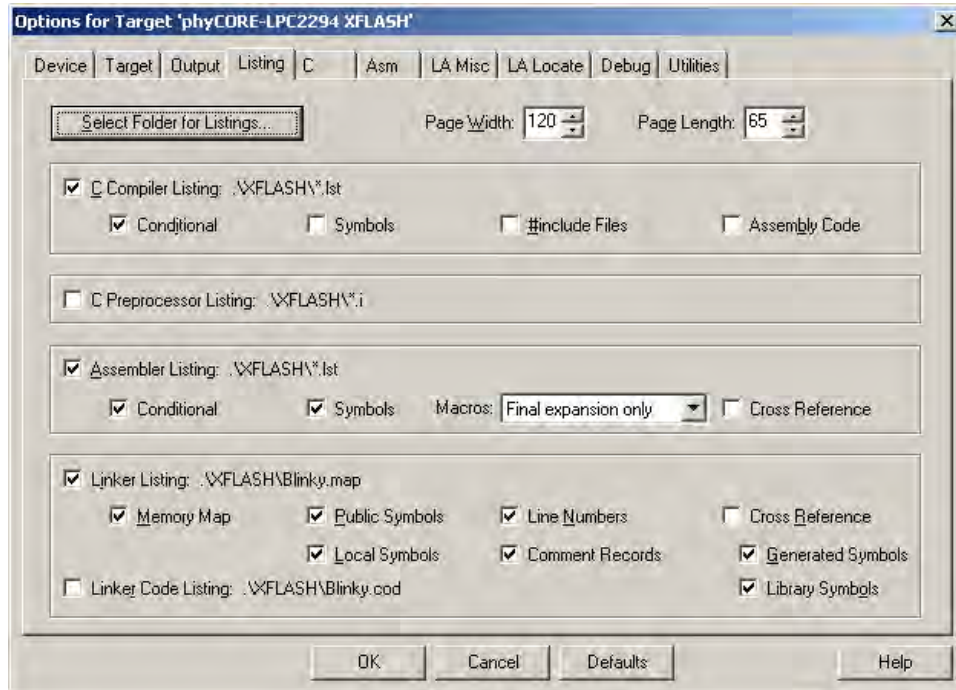 Options for Target 'phyCORE-LPC2294 XFLASH'
Device Target Output Listing C Asm LA Misc LA Locate Debug Utilities
Select Folder for Listings... Page Width: 120 Page Length: 65
C Compiler Listing: .\XFLASH\*.lst
Conditional Symbols #include Files Assembly Code
C Preprocessor Listing: .\XFLASH\*.i
Assembler Listing: .\XFLASH\*.lst
Conditional Symbols Macros: Final expansion only Cross Reference
Linker Listing: .\XFLASH\Blinky.map
Memory Map Public Symbols Line Numbers Cross Reference
Local Symbols Comment Records Generated Symbols
Linker Code Listing: .\XFLASH\Blinky.cod Library Symbols
OK Cancel Defaults Help